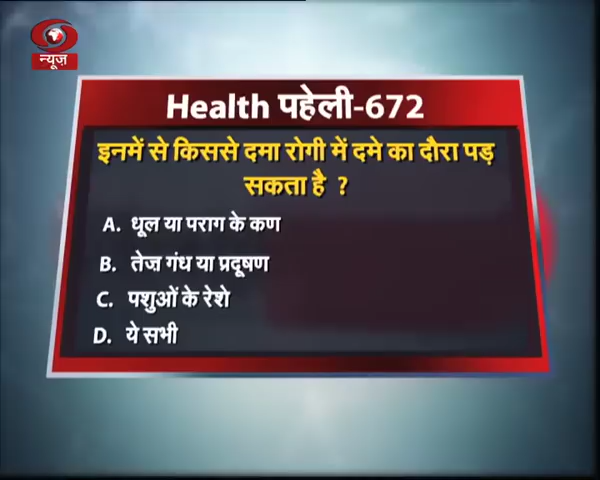 न्यूज़
Health पहेली-672
इनमें से किससे दमा रोगी में दमे का दौरा पड़
सकता है ?
A. धूल या पराग के कण
B. तेज गंध या प्रदूषण
C. पशुओं के रेशे
D. ये सभी